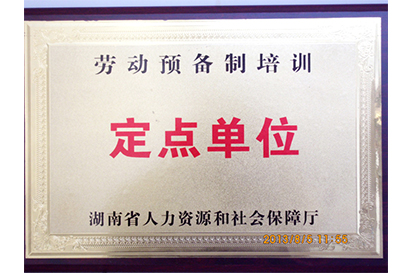 劳动预备制培训
定点单位
湖南省人力资源和社会保障厅